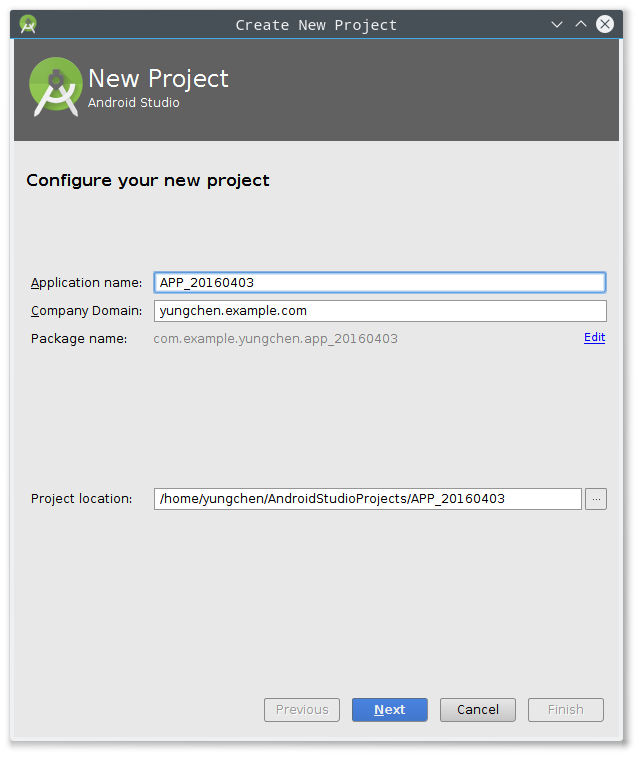 Create New Project
New Project
Android Studio
Configure your new project
Application name: APP_20160403
Company Domain: yungchen.example.com
Package name: com.example.yungchen.app_20160403 Edit
Project location: /home/yungchen/AndroidStudioProjects/APP_20160403 ...
Previous Next Cancel Finish